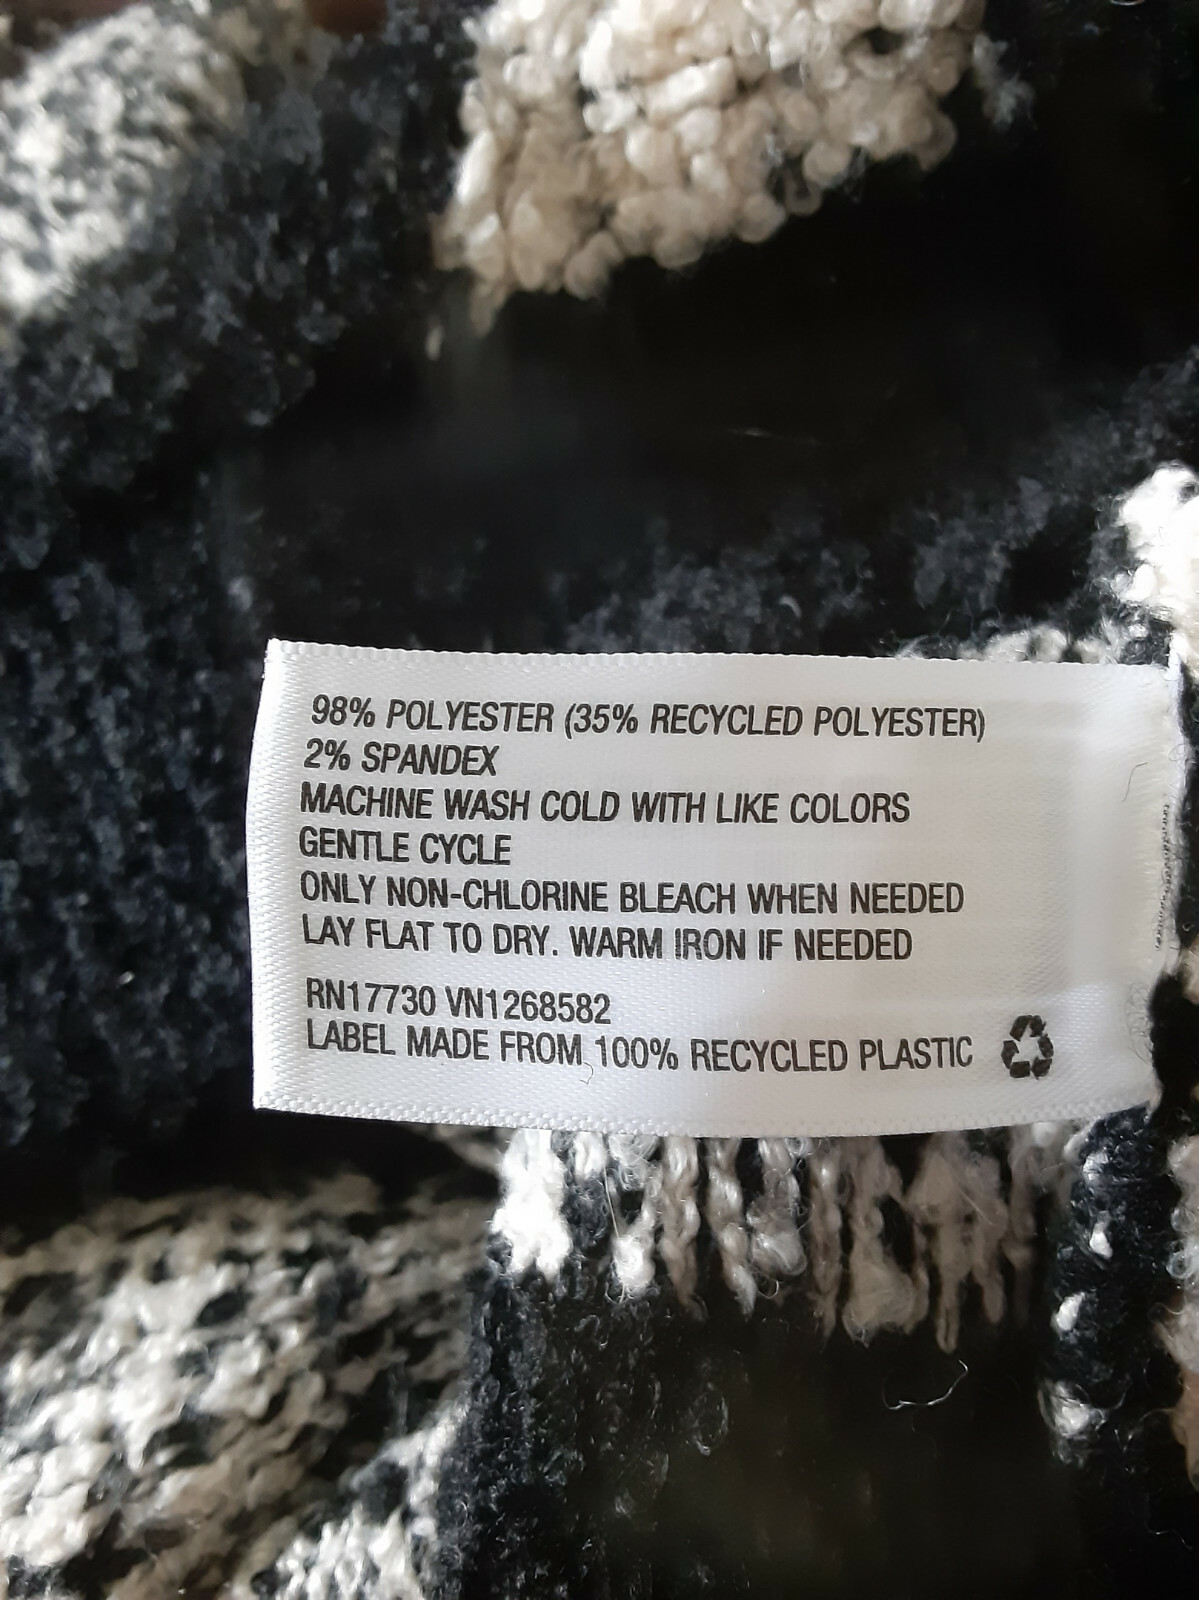 98% POLYESTER (35% RECYCLED POLYESTER)
2% SPANDEX
MACHINE WASH COLD WITH LIKE COLORS
GENTLE CYCLE
ONLY NON-CHLORINE BLEACH WHEN NEEDED
LAY FLAT TO DRY. WARM IRON IF NEEDED
RN17730 VN1268582
LABEL MADE FROM 100% RECYCLED PLASTIC